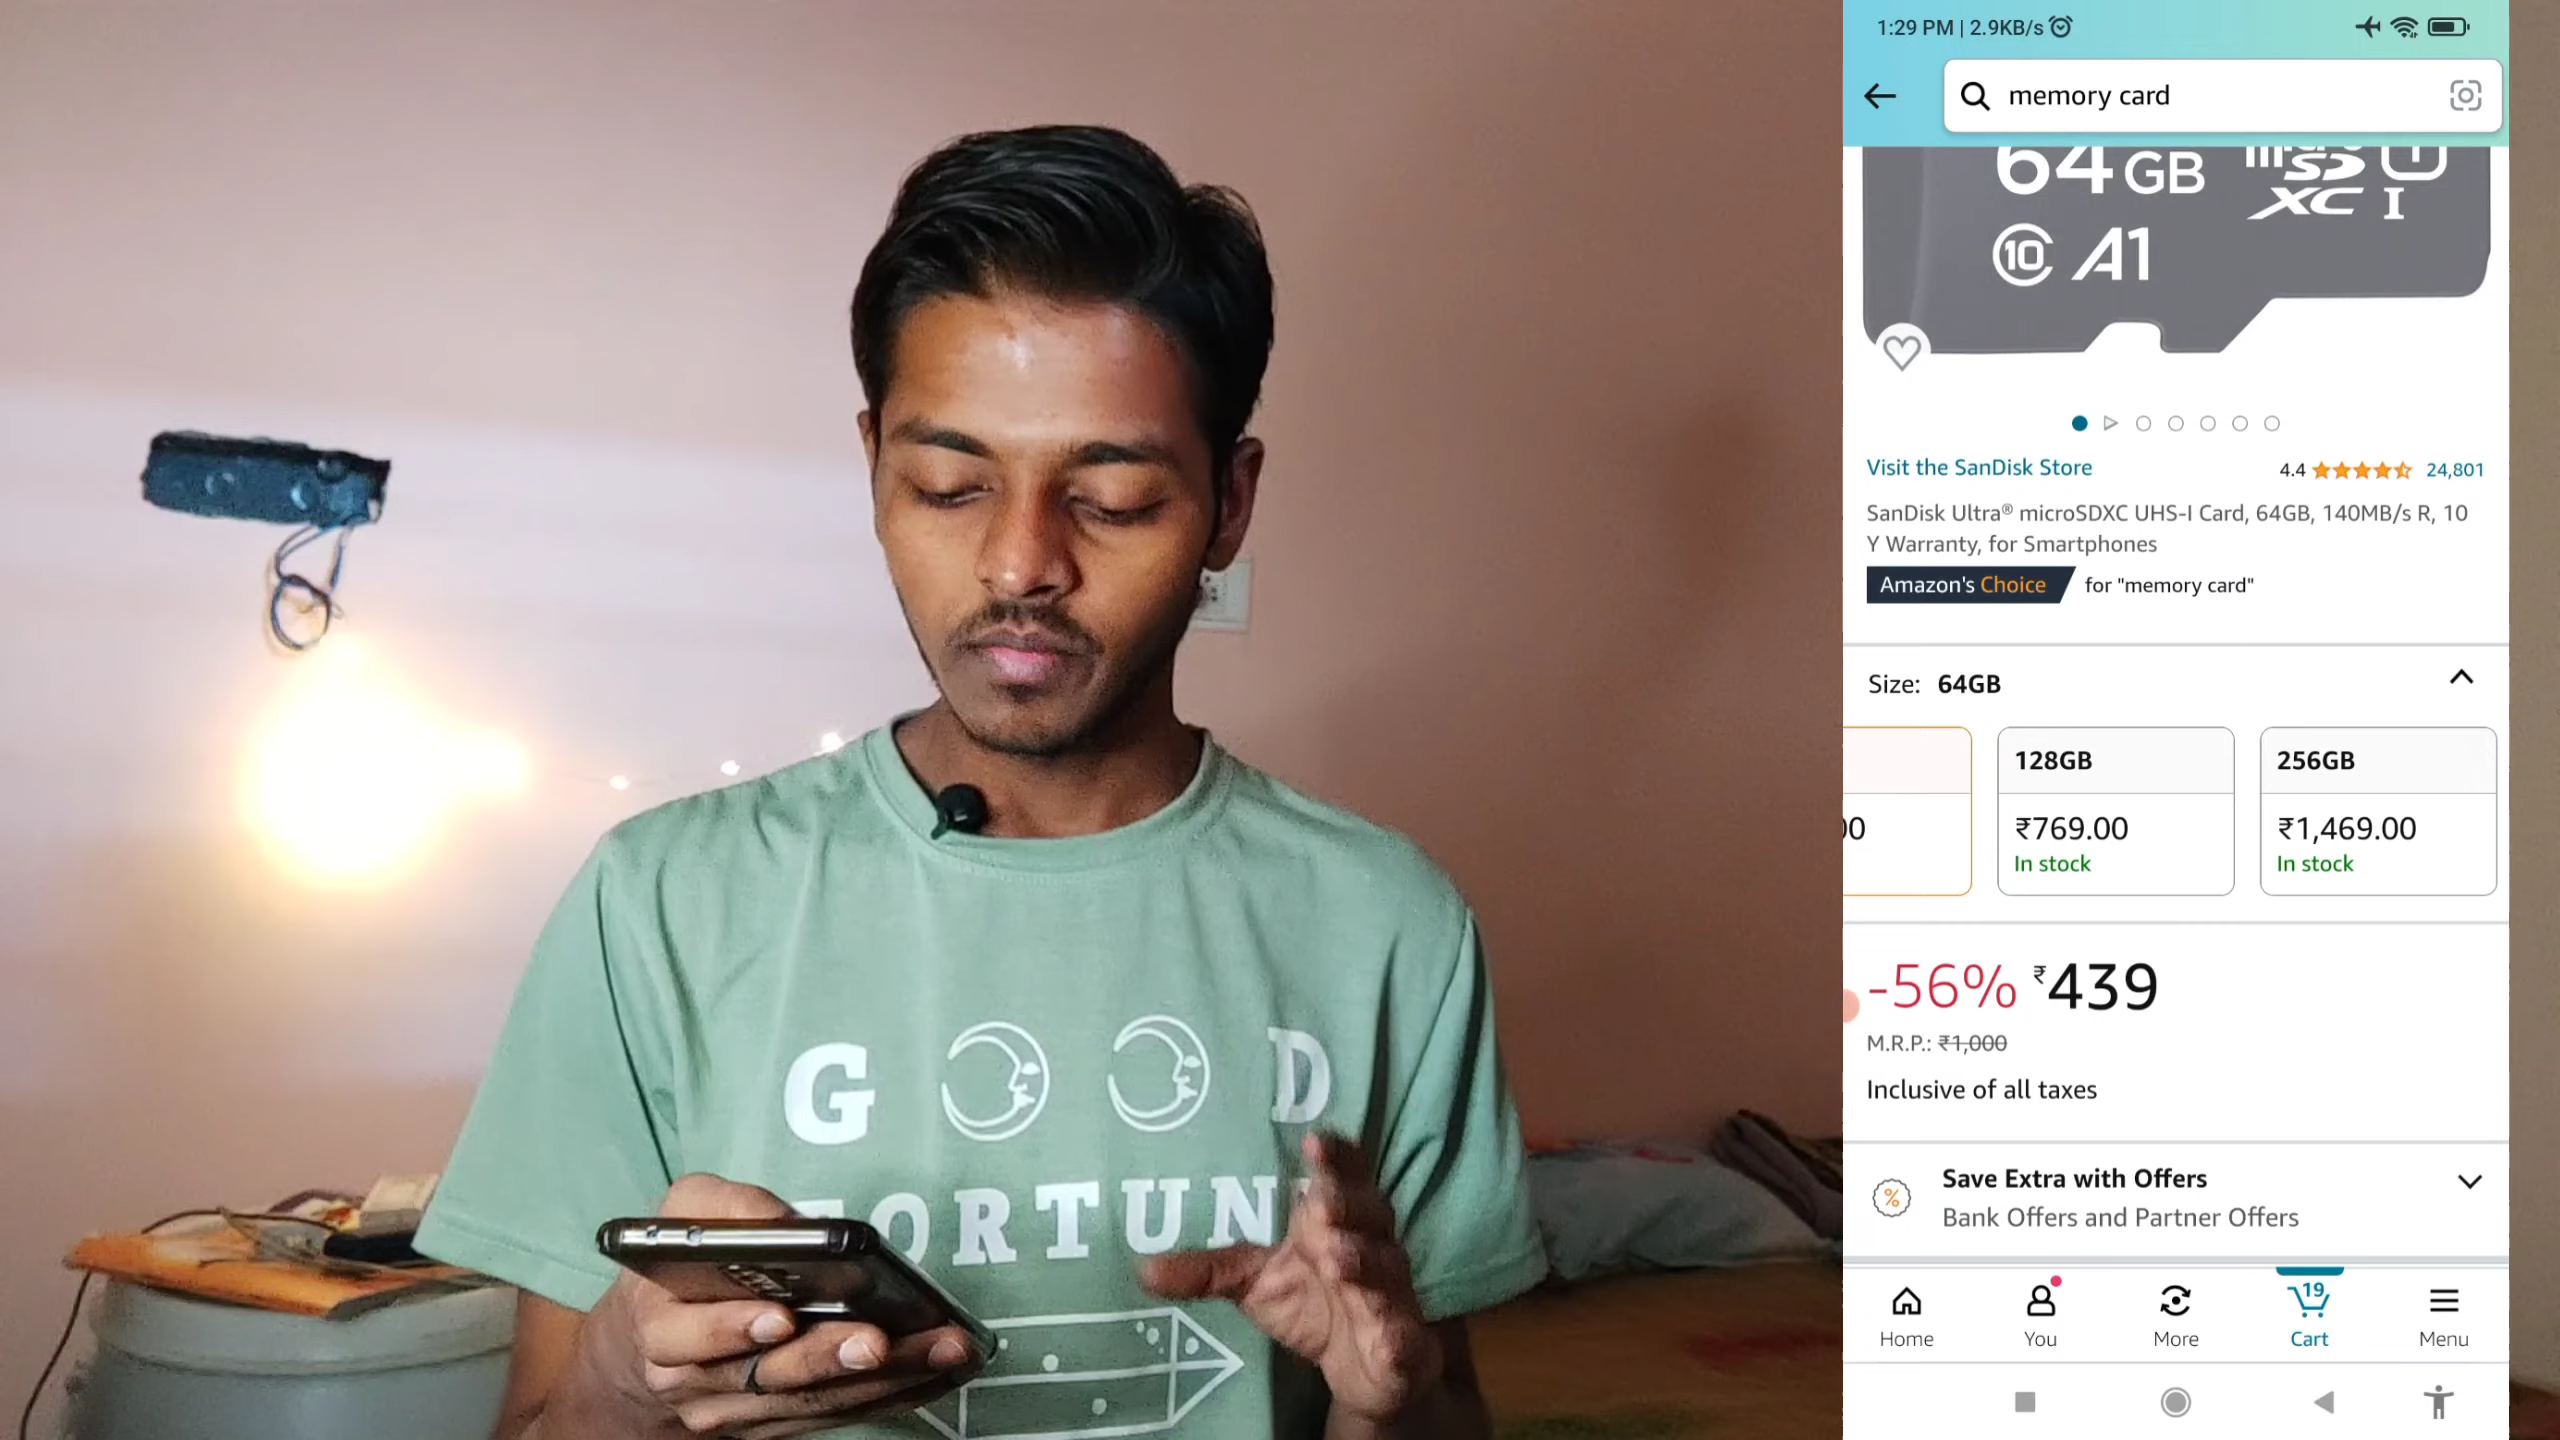 1:29 PM | 2.9KB/s
memory card
64 GB
XC I
10 A1
Visit the SanDisk Store
4.4 24,801
SanDisk Ultra® microSDXC UHS-I Card, 64GB, 140MB/s R, 10
Y Warranty, for Smartphones
Amazon's Choice for "memory card"
Size: 64GB
128GB
256GB
₹769.00
₹1,469.00
In stock
In stock
-56% ₹439
M.R.P.: ₹1,000
Inclusive of all taxes
Save Extra with Offers
Bank Offers and Partner Offers
19
Home
You
More
Cart
Menu
G D